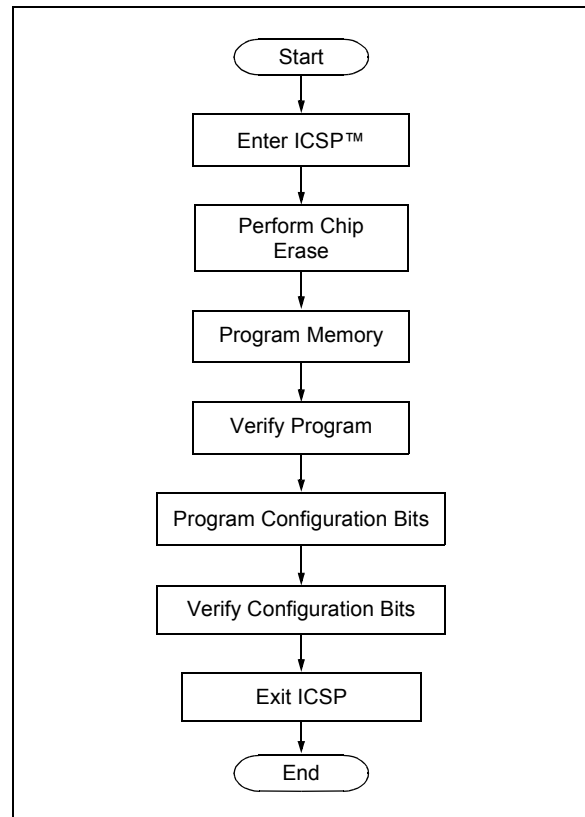 Start
Enter ICSP™
Perform Chip
Erase
Program Memory
Verify Program
Program Configuration Bits
Verify Configuration Bits
Exit ICSP
End